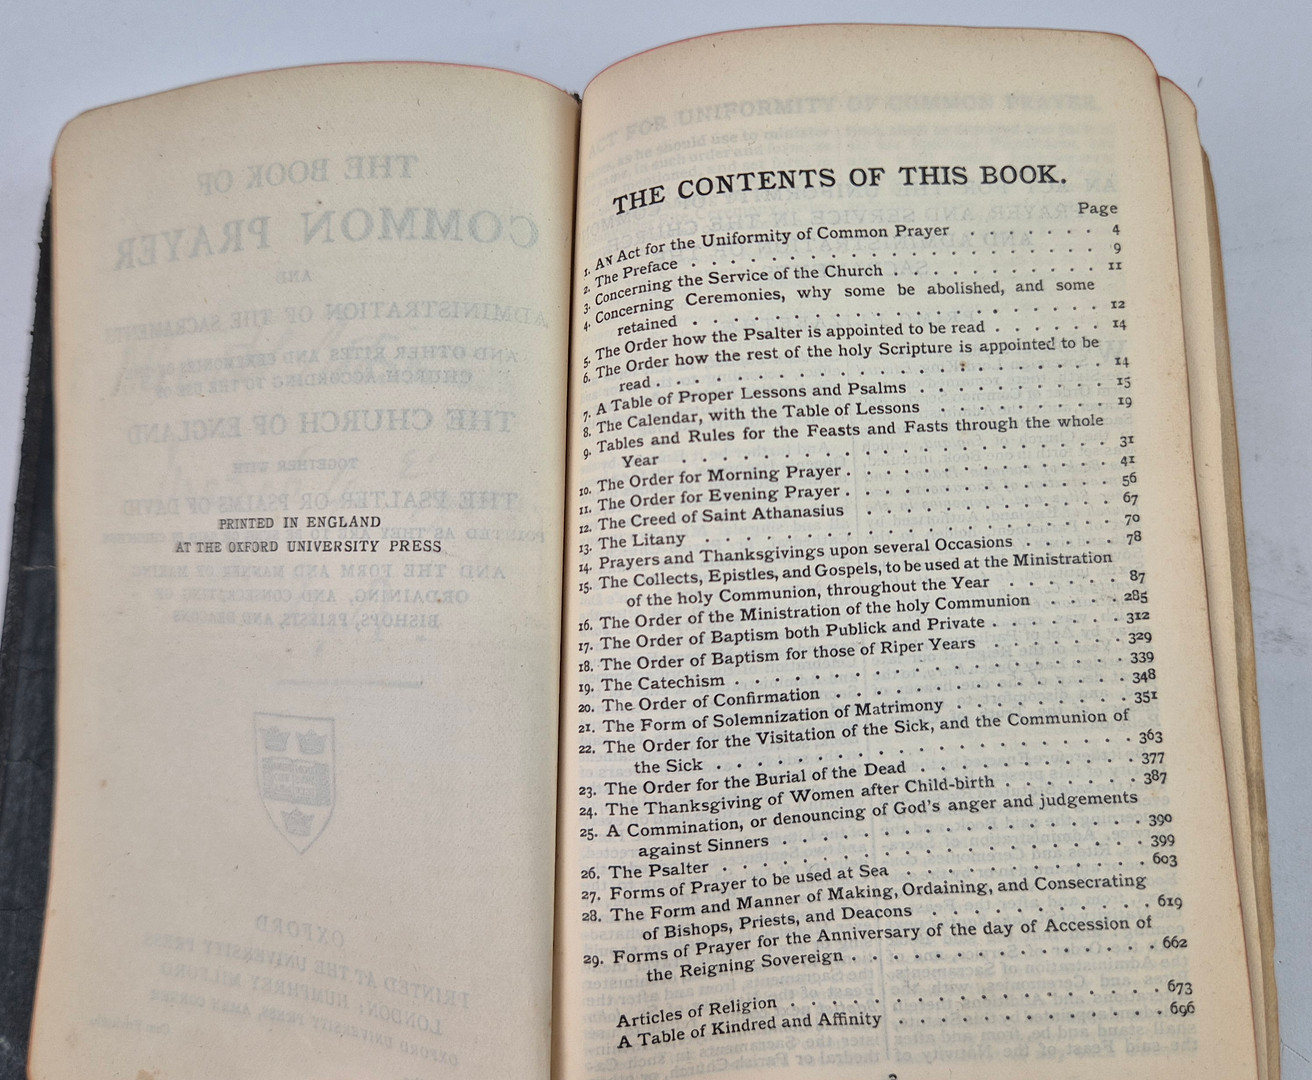 PRINTED IN ENGLAND
AT THE OXFORD UNIVERSITY PRESS
THE CONTENTS OF THIS BOOK.
Page
1. An Act for the Uniformity of Common Prayer . . . . . . . 4
2. The Preface . . . . . . . . . . . . . . . . 9
3. Concerning the Service of the Church . . . . . . . . . 11
4. Concerning Ceremonies, why some be abolished, and some
retained . . . . . . . . . . . . . . . . 12
5. The Order how the Psalter is appointed to be read . . . . . . 14
6. The Order how the rest of the holy Scripture is appointed to be
read . . . . . . . . . . . . . . . . . 14
7. A Table of Proper Lessons and Psalms . . . . . . . . 15
8. The Calendar, with the Table of Lessons . . . . . . . . 19
9. Tables and Rules for the Feasts and Fasts through the whole
Year . . . . . . . . . . . . . . . . . 31
10. The Order for Morning Prayer . . . . . . . . . . . 41
11. The Order for Evening Prayer . . . . . . . . . . . 56
12. The Creed of Saint Athanasius . . . . . . . . . . 67
13. The Litany . . . . . . . . . . . . . . . . 70
14. Prayers and Thanksgivings upon several Occasions . . . . . 78
15. The Collects, Epistles, and Gospels, to be used at the Ministration
of the holy Communion, throughout the Year . . . . . . 87
16. The Order of the Ministration of the holy Communion . . . . 285
17. The Order of Baptism both Publick and Private . . . . . . 312
18. The Order of Baptism for those of Riper Years . . . . . . 329
19. The Catechism . . . . . . . . . . . . . . . 339
20. The Order of Confirmation . . . . . . . . . . . 348
21. The Form of Solemnization of Matrimony . . . . . . . 351
22. The Order for the Visitation of the Sick, and the Communion of
the Sick . . . . . . . . . . . . . . . . 363
23. The Order for the Burial of the Dead . . . . . . . . . 377
24. The Thanksgiving of Women after Child-birth . . . . . . 387
25. A Commination, or denouncing of God's anger and judgements
against Sinners . . . . . . . . . . . . . . 390
26. The Psalter . . . . . . . . . . . . . . . . 399
27. Forms of Prayer to be used at Sea . . . . . . . . . . 603
28. The Form and Manner of Making, Ordaining, and Consecrating
of Bishops, Priests, and Deacons . . . . . . . . . 619
29. Forms of Prayer for the Anniversary of the day of Accession of
the Reigning Sovereign . . . . . . . . . . . . 662
Articles of Religion . . . . . . . . . . . . . . 673
A Table of Kindred and Affinity . . . . . . . . . . 696